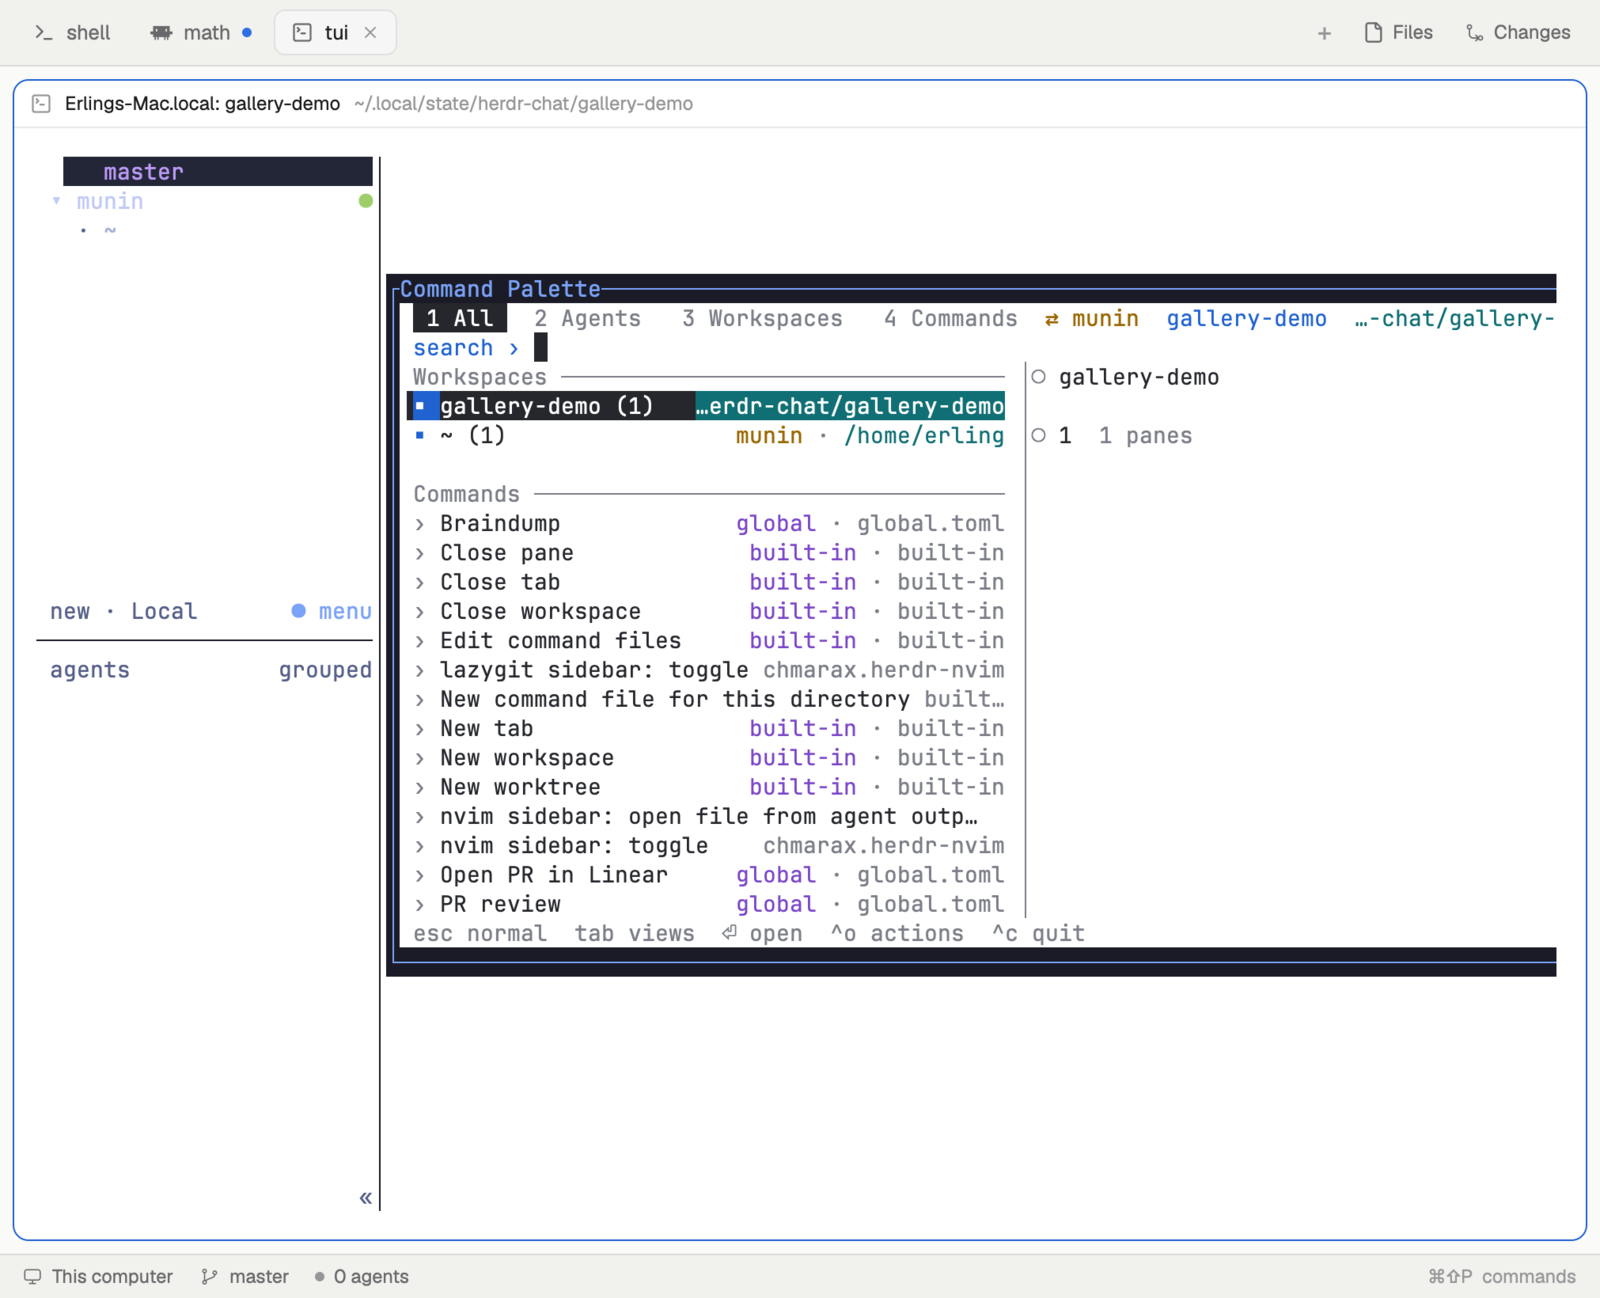 shell math tui Files Changes
Erlings-Mac.local: gallery-demo ~/.local/state/herdr-chat/gallery-demo
master
munin
· ~
new · Local menu
agents grouped
«
Command Palette
1 All 2 Agents 3 Workspaces 4 Commands ⇄ munin gallery-demo …-chat/gallery-
search ›
Workspaces
gallery-demo (1) …erdr-chat/gallery-demo
~ (1) munin · /home/erling
Commands
› Braindump global · global.toml
› Close pane built-in · built-in
› Close tab built-in · built-in
› Close workspace built-in · built-in
› Edit command files built-in · built-in
› lazygit sidebar: toggle chmarax.herdr-nvim
› New command file for this directory built…
› New tab built-in · built-in
› New workspace built-in · built-in
› New worktree built-in · built-in
› nvim sidebar: open file from agent outp…
› nvim sidebar: toggle chmarax.herdr-nvim
› Open PR in Linear global · global.toml
› PR review global · global.toml
esc normal tab views ⏎ open ^o actions ^c quit
○ gallery-demo
○ 1 1 panes
This computer master 0 agents ⌘⇧P commands